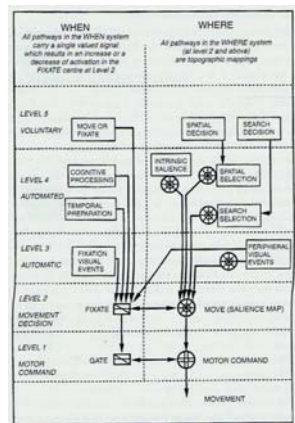 WHEN
All pathways in the WHEN system
carry a single valued signal
which results in an increase or a
decrease of activation in the
FIXATE centre at Level 2
WHERE
All pathways in the WHERE system
(at level 2 and above)
are topographic mappings
LEVEL 5
VOLUNTARY
MOVE OR
FIXATE
SPATIAL
DECISION
SEARCH
DECISION
LEVEL 4
AUTOMATED
COGNITIVE
PROCESSING
TEMPORAL
PREPARATION
INTRINSIC
SALIENCE
SPATIAL
SELECTION
SEARCH
SELECTION
LEVEL 3
AUTOMATIC
FIXATION
VISUAL
EVENTS
PERIPHERAL
VISUAL
EVENTS
LEVEL 2
MOVEMENT
DECISION
FIXATE
MOVE (SALIENCE MAP)
LEVEL 1
MOTOR
COMMAND
GATE
MOTOR COMMAND
MOVEMENT